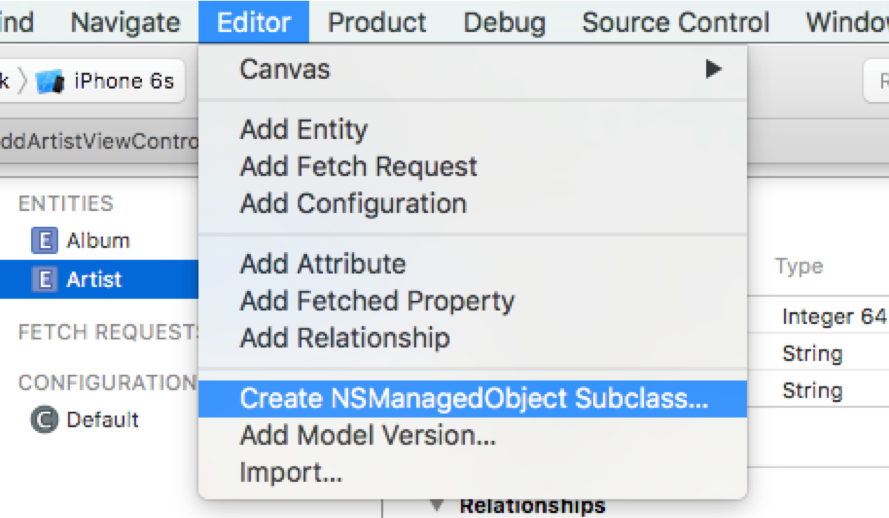 ind Navigate Editor Product Debug Source Control Window
k iPhone 6s R
ddArtistViewContro
Canvas
Add Entity
Add Fetch Request
Add Configuration
Add Attribute
Add Fetched Property
Add Relationship
Create NSManagedObject Subclass...
Add Model Version...
Import...
ENTITIES
E Album
E Artist
FETCH REQUESTS
CONFIGURATION
C Default
Type
Integer 64
String
String
Relationships